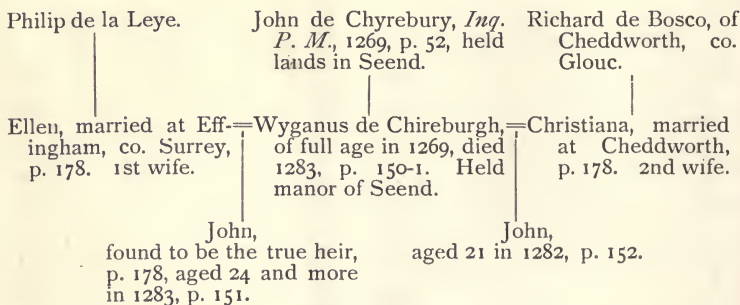 Philip de la Leye.
John de Chyrebury, Inq.
P. M., 1269, p. 52, held
lands in Seend.
Richard de Bosco, of
Cheddworth, co.
Glouc.
Ellen, married at Eff-
ingham, co. Surrey,
p. 178. 1st wife.
=Wyganus de Chireburgh,=
of full age in 1269, died
1283, p. 150-1. Held
manor of Seend.
Christiana, married
at Cheddworth,
p. 178. 2nd wife.
John,
found to be the true heir,
p. 178, aged 24 and more
in 1283, p. 151.
John,
aged 21 in 1282, p. 152.